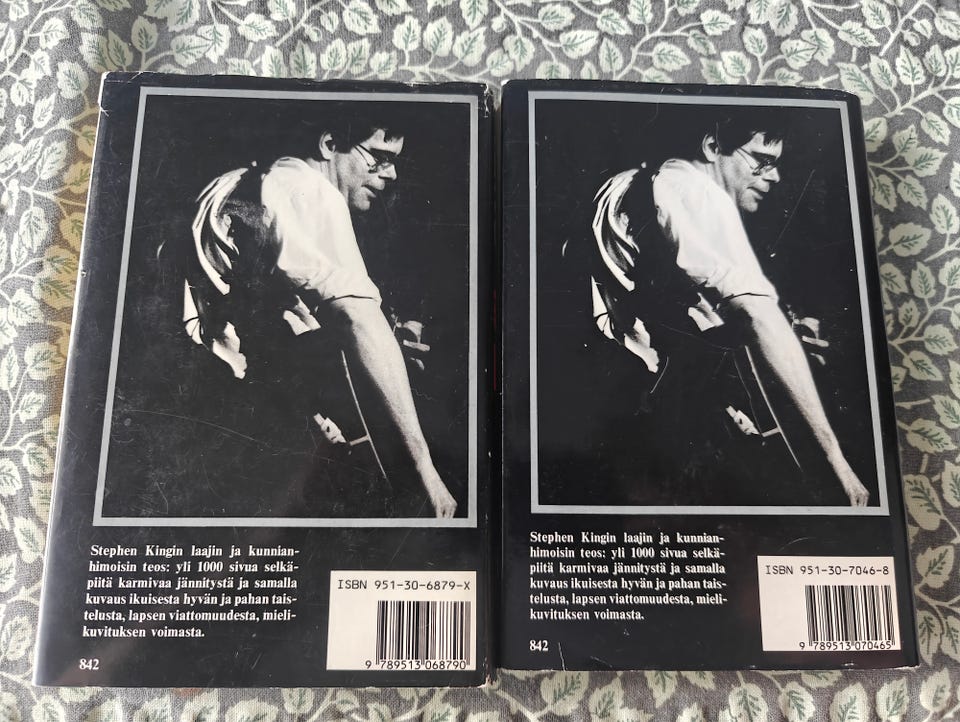 Stephen Kingin laajin ja kunnian-
himoisin teos: yli 1000 sivua selkä-
piitä karmivaa jännitystä ja samalla
kuvaus ikuisesta hyvän ja pahan tais-
telusta, lapsen viattomuudesta, mieli-
kuvituksen voimasta.
842
ISBN 951-30-6879-X
9 789513 068790
Stephen Kingin laajin ja kunnian-
himoisin teos: yli 1000 sivua selkä-
piitä karmivaa jännitystä ja samalla
kuvaus ikuisesta hyvän ja pahan tais-
telusta, lapsen viattomuudesta, mieli-
kuvituksen voimasta.
842
ISBN 951-30-7046-8
9 789513 070465